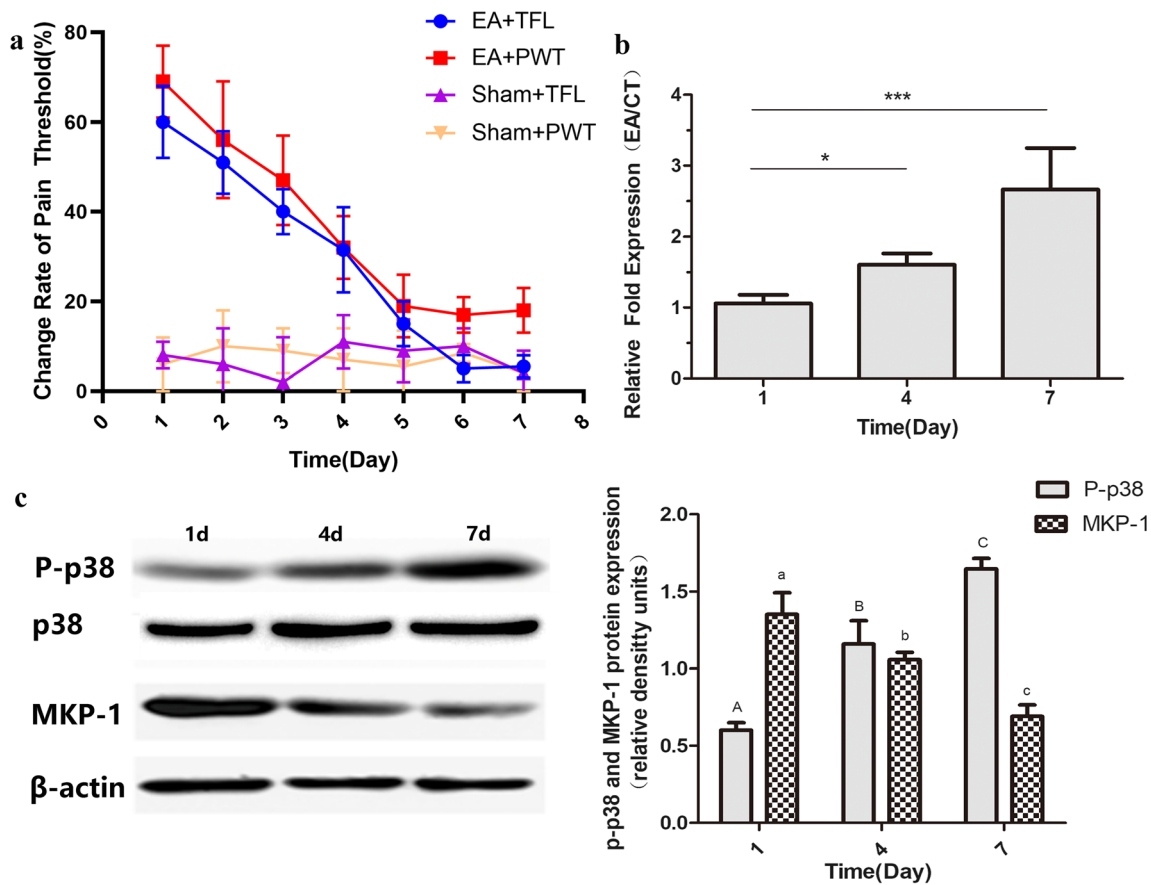 a
EA+TFL
EA+PWT
Sham+TFL
Sham+PWT
Change Rate of Pain Threshold(%)
80
60
40
20
0
0 1 2 3 4 5 6 7 8
Time(Day)
b
Relative Fold Expression（EA/CT）
4
3
2
1
0
***
*
1 4 7
Time(Day)
c
1d 4d 7d
P-p38
p38
MKP-1
β-actin
P-p38
MKP-1
p-p38 and MKP-1 protein expression
（relative densitty units）
2.0
1.5
1.0
0.5
0.0
A a B b C c
1 4 7
Time(Day)